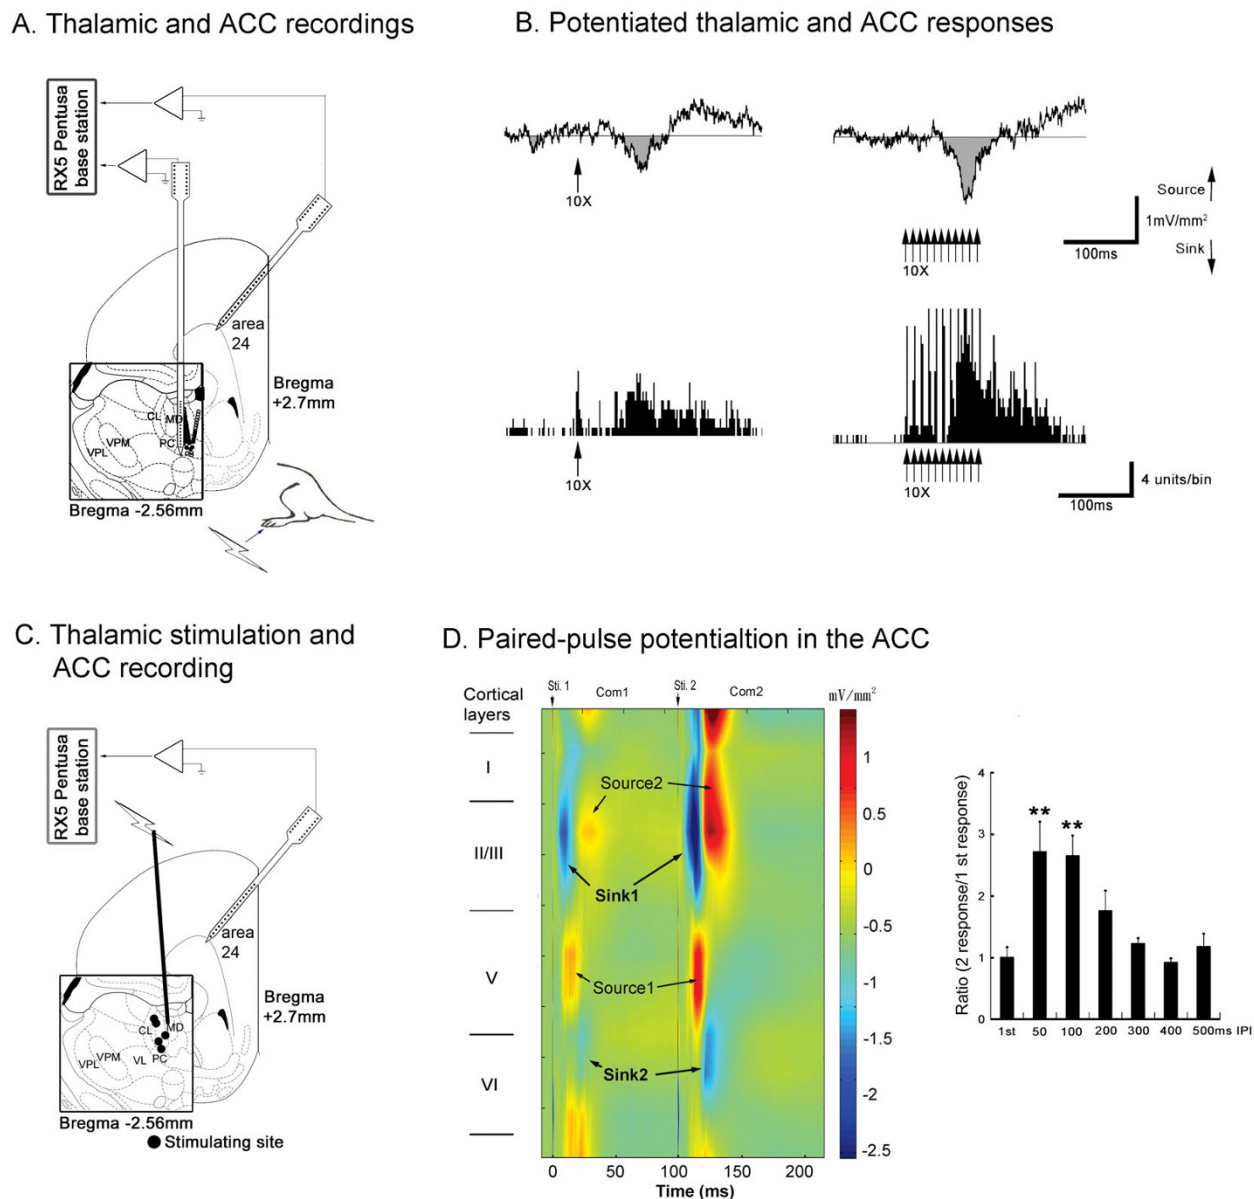 A. Thalamic and ACC recordings
RX5 Pentusa
base station
area
24
Bregma
+2.7mm
CL
MD
PC
VPM
VPL
Bregma -2.56mm
B. Potentiated thalamic and ACC responses
10X
10X
Source
1mV/mm²
Sink
100ms
10X
10X
4 units/bin
100ms
C. Thalamic stimulation and
ACC recording
RX5 Pentusa
base station
area
24
Bregma
+2.7mm
CL
MD
VPM
VPL
VL
PC
Bregma -2.56mm
Stimulating site
D. Paired-pulse potentialtion in the ACC
Cortical
layers
Sti. 1
Com1
Sti. 2
Com2
mV/mm²
I
II/III
V
VI
Source2
Sink1
Source1
Sink2
1
0.5
0
-0.5
-1
-1.5
-2
-2.5
0 50 100 150 200
Time (ms)
Ratio (2 response/1 st response)
4
3
2
1
0
**
**
1st 50 100 200 300 400 500ms IPI